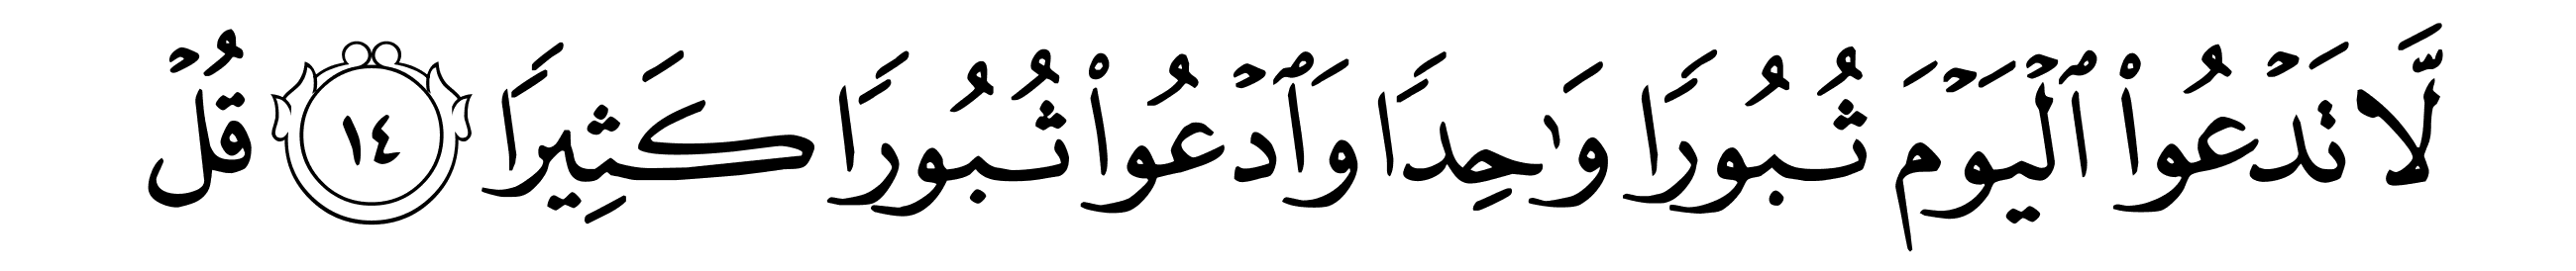 لَّا تَدْعُوا۟ ٱلْيَوْمَ ثُبُورًا وَٰحِدًا وَٱدْعُوا۟ ثُبُورًا كَثِيرًا ١٤ قُلْ